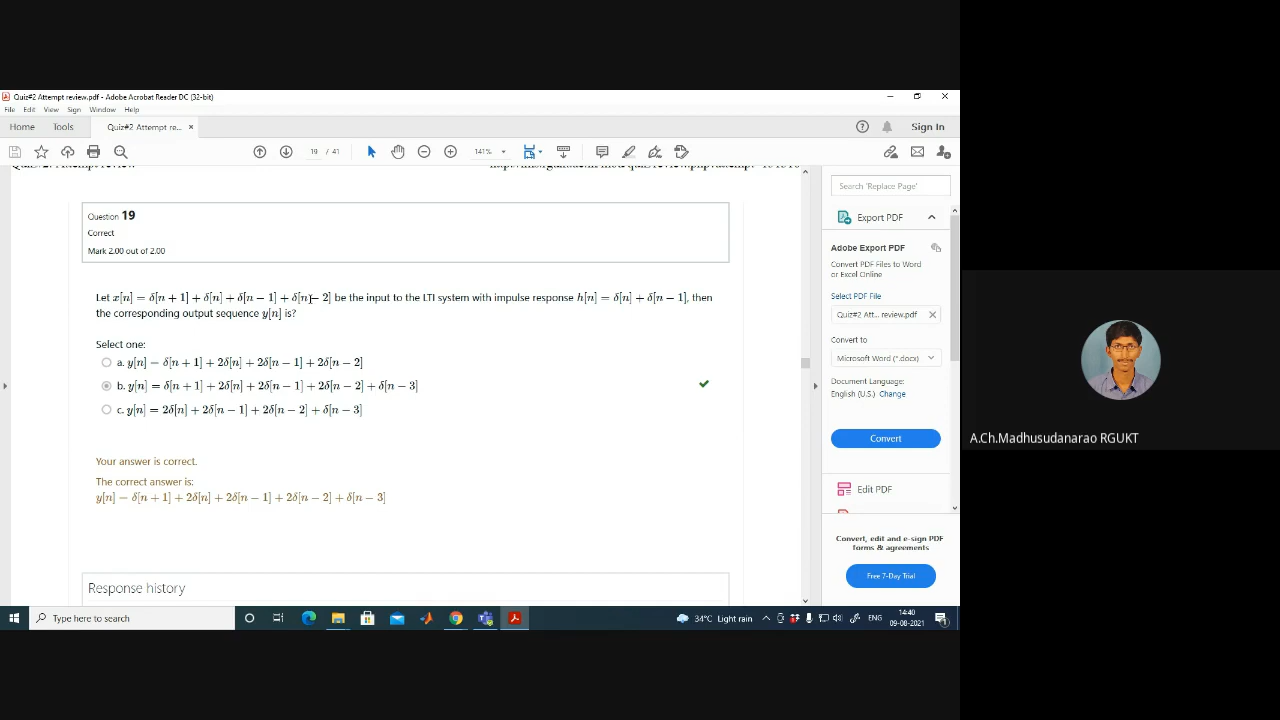 Quiz#2 Attempt review.pdf - Adobe Acrobat Reader DC (32-bit)
File Edit View Sign Window Help
Home Tools Quiz#2 Attempt re... × Sign In
19 / 41 141%
Question 19
Correct
Mark 2.00 out of 2.00
Let x[n] = δ[n + 1] + δ[n] + δ[n − 1] + δ[n − 2] be the input to the LTI system with impulse response h[n] = δ[n] + δ[n − 1], then
the corresponding output sequence y[n] is?
Select one:
a. y[n] = δ[n + 1] + 2δ[n] + 2δ[n − 1] + 2δ[n − 2]
b. y[n] = δ[n + 1] + 2δ[n] + 2δ[n − 1] + 2δ[n − 2] + δ[n − 3]
c. y[n] = 2δ[n] + 2δ[n − 1] + 2δ[n − 2] + δ[n − 3]
Your answer is correct.
The correct answer is:
y[n] = δ[n + 1] + 2δ[n] + 2δ[n − 1] + 2δ[n − 2] + δ[n − 3]
Response history
Search 'Replace Page'
Export PDF
Adobe Export PDF
Convert PDF Files to Word
or Excel Online
Select PDF File
Quiz#2 Att... review.pdf
Convert to
Microsoft Word (*.docx)
Document Language:
English (U.S.) Change
Convert
Edit PDF
Convert, edit and e-sign PDF
forms & agreements
Free 7-Day Trial
A.Ch.Madhusudanarao RGUKT
Type here to search
34°C Light rain
ENG
14:40
09-08-2021